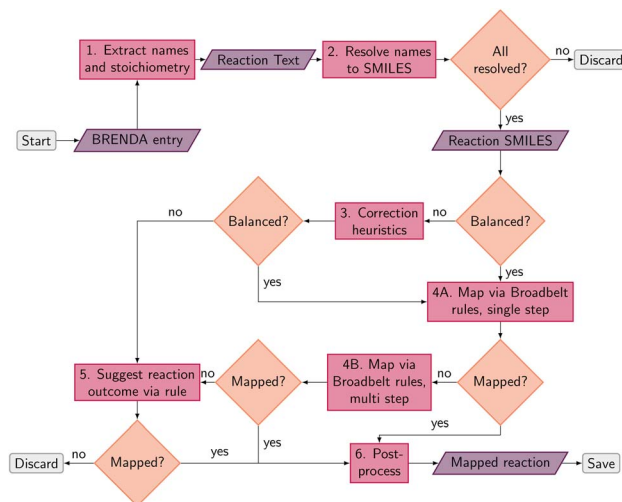 1. Extract names
and stoichiometry
Reaction Text
2. Resolve names
to SMILES
All
resolved?
no
Discard
Start
BRENDA entry
yes
Reaction SMILES
no
Balanced?
3. Correction
heuristics
no
Balanced?
yes
yes
4A. Map via Broadbelt
rules, single step
5. Suggest reaction
outcome via rule
no
Mapped?
4B. Map via
Broadbelt rules,
multi step
no
Mapped?
yes
yes
Discard
no
Mapped?
yes
6. Post-
process
Mapped reaction
Save